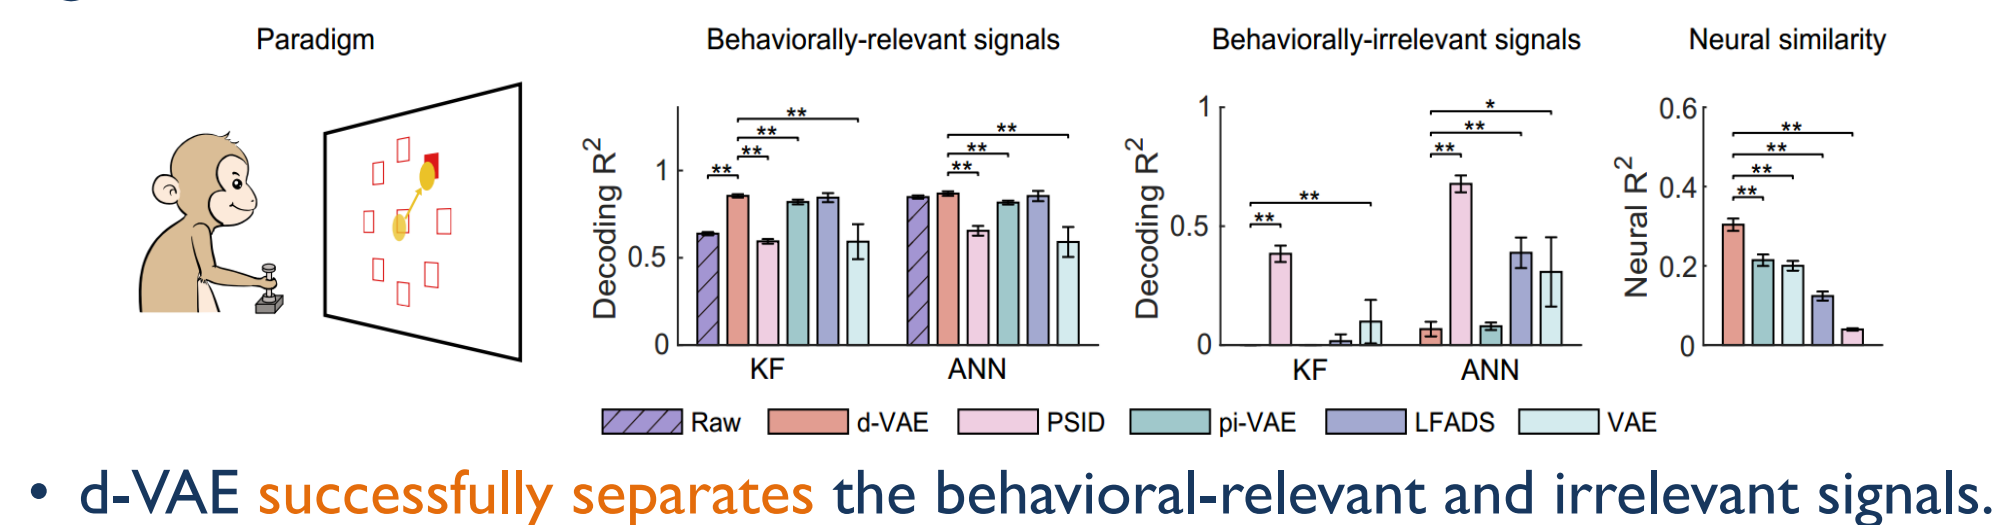 Paradigm
Behaviorally-relevant signals
Behaviorally-irrelevant signals
Neural similarity
Decoding R²
1
0.5
0
**
**
**
**
**
**
**
KF
ANN
Decoding R²
1
0.5
0
**
**
**
**
*
KF
ANN
Neural R²
0.6
0.4
0.2
0
**
**
**
**
Raw
d-VAE
PSID
pi-VAE
LFADS
VAE
• d-VAE successfully separates the behavioral-relevant and irrelevant signals.